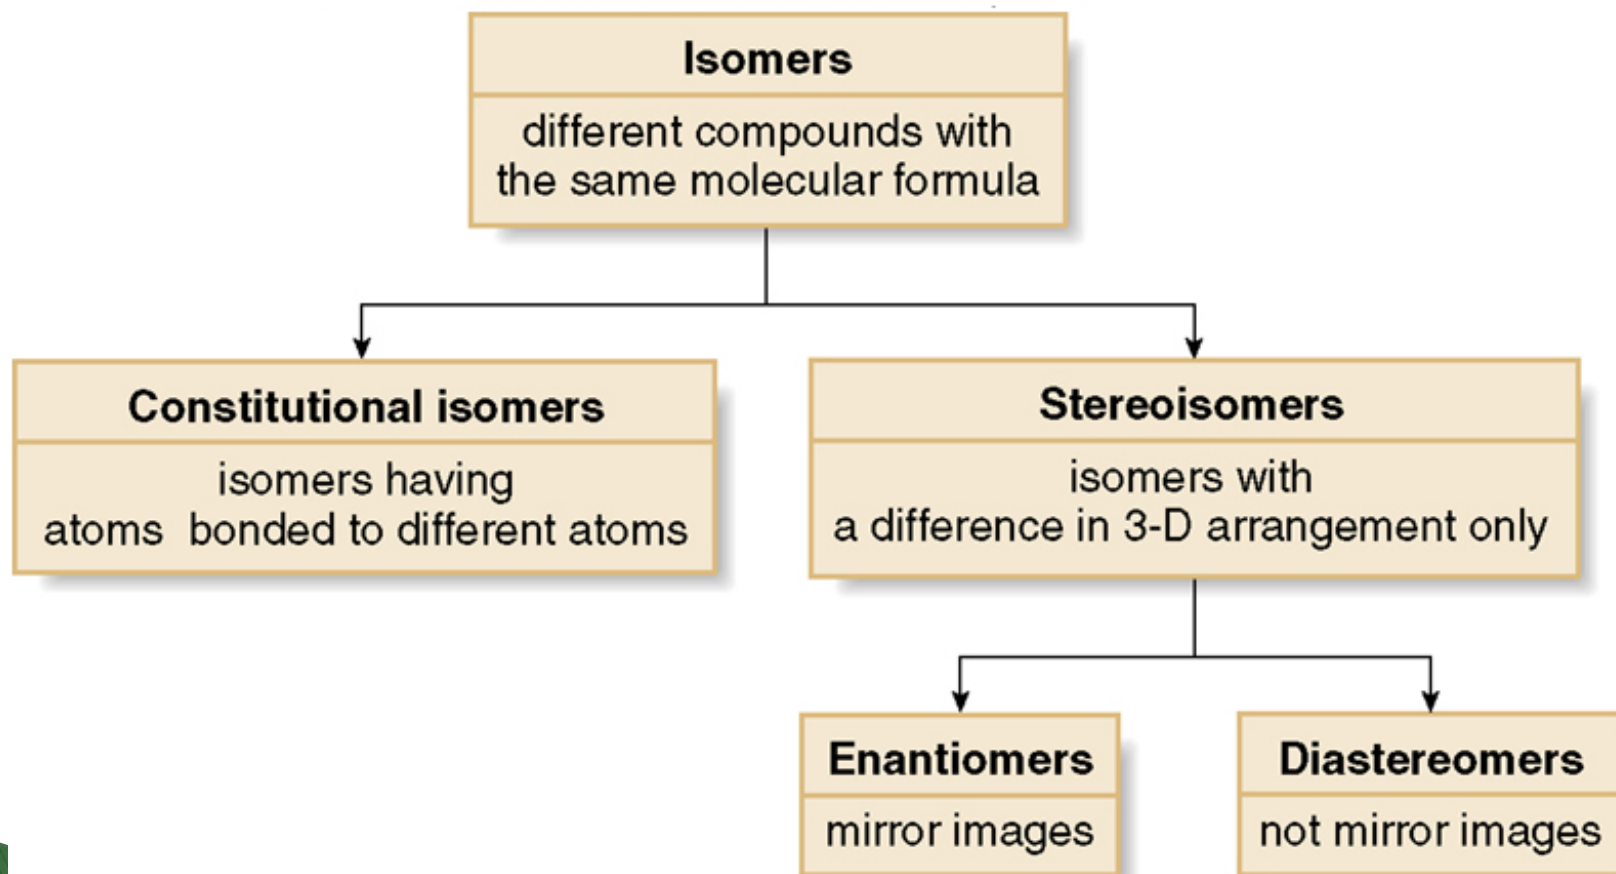 Isomers
different compounds with
the same molecular formula
Constitutional isomers
isomers having
atoms  bonded to different atoms
Stereoisomers
isomers with
a difference in 3-D arrangement only
Enantiomers
mirror images
Diastereomers
not mirror images